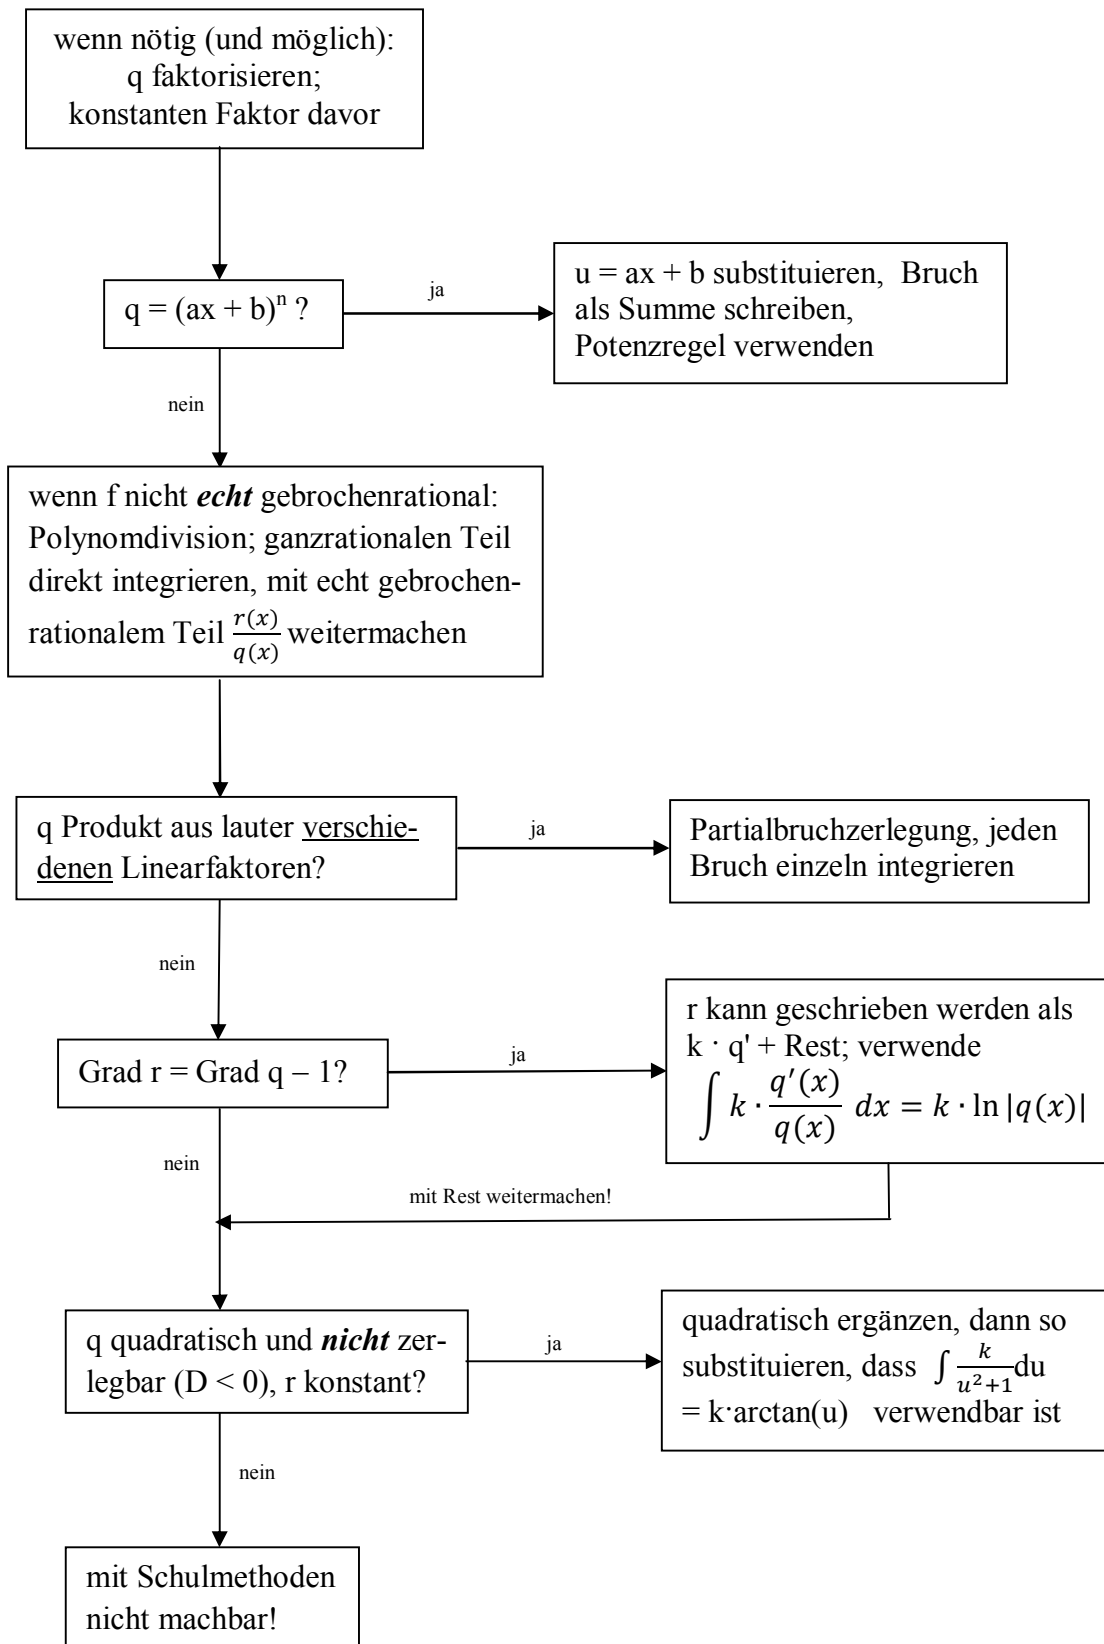 wenn nötig (und möglich):
q faktorisieren;
konstanten Faktor davor
q = (ax + b)ⁿ ?
ja
u = ax + b substituieren, Bruch
als Summe schreiben,
Potenzregel verwenden
nein
wenn f nicht echt gebrochenrational:
Polynomdivision; ganzrationalen Teil
direkt integrieren, mit echt gebrochen-
rationalem Teil r(x)/q(x) weitermachen
q Produkt aus lauter verschie-
denen Linearfaktoren?
ja
Partialbruchzerlegung, jeden
Bruch einzeln integrieren
nein
Grad r = Grad q – 1?
ja
r kann geschrieben werden als
k · q' + Rest; verwende
∫ k · q′(x)/q(x) dx = k · ln |q(x)|
nein
mit Rest weitermachen!
q quadratisch und nicht zer-
legbar (D < 0), r konstant?
ja
quadratisch ergänzen, dann so
substituieren, dass ∫ k/(u²+1) du
= k·arctan(u) verwendbar ist
nein
mit Schulmethoden
nicht machbar!